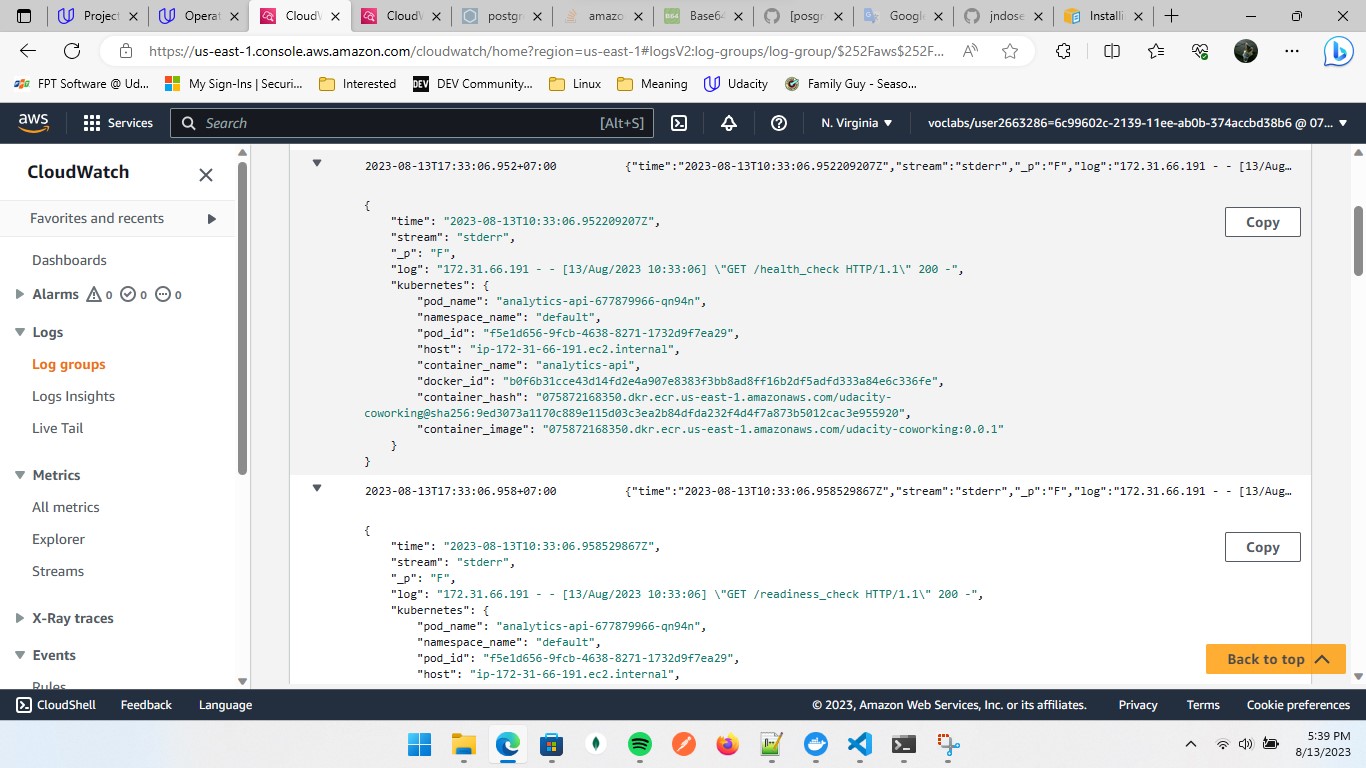 Project
Operat
CloudW
CloudW
postgr
amazo
Base64
[posgr
Google
jndose
Installi
https://us-east-1.console.aws.amazon.com/cloudwatch/home?region=us-east-1#logsV2:log-groups/log-group/$252Faws$252F...
FPT Software @ Ud...
My Sign-Ins | Securi...
Interested
DEV Community...
Linux
Meaning
Udacity
Family Guy - Seaso...
aws
Services
Search
[Alt+S]
N. Virginia
voclabs/user2663286=6c99602c-2139-11ee-ab0b-374accbd38b6 @ 07...
CloudWatch
Favorites and recents
Dashboards
Alarms 0 0 0
Logs
Log groups
Logs Insights
Live Tail
Metrics
All metrics
Explorer
Streams
X-Ray traces
Events
Rules
2023-08-13T17:33:06.952+07:00 {"time":"2023-08-13T10:33:06.952209207Z","stream":"stderr","_p":"F","log":"172.31.66.191 - - [13/Aug…
Copy
{
"time": "2023-08-13T10:33:06.952209207Z",
"stream": "stderr",
"_p": "F",
"log": "172.31.66.191 - - [13/Aug/2023 10:33:06] \"GET /health_check HTTP/1.1\" 200 -",
"kubernetes": {
"pod_name": "analytics-api-677879966-qn94n",
"namespace_name": "default",
"pod_id": "f5e1d656-9fcb-4638-8271-1732d9f7ea29",
"host": "ip-172-31-66-191.ec2.internal",
"container_name": "analytics-api",
"docker_id": "b0f6b31cce43d14fd2e4a907e8383f3bb8ad8ff16b2df5adfd333a84e6c336fe",
"container_hash": "075872168350.dkr.ecr.us-east-1.amazonaws.com/udacity-
coworking@sha256:9ed3073a1170c889e115d03c3ea2b84dfda232f4d4f7a873b5012cac3e955920",
"container_image": "075872168350.dkr.ecr.us-east-1.amazonaws.com/udacity-coworking:0.0.1"
}
}
2023-08-13T17:33:06.958+07:00 {"time":"2023-08-13T10:33:06.958529867Z","stream":"stderr","_p":"F","log":"172.31.66.191 - - [13/Aug…
Copy
{
"time": "2023-08-13T10:33:06.958529867Z",
"stream": "stderr",
"_p": "F",
"log": "172.31.66.191 - - [13/Aug/2023 10:33:06] \"GET /readiness_check HTTP/1.1\" 200 -",
"kubernetes": {
"pod_name": "analytics-api-677879966-qn94n",
"namespace_name": "default",
"pod_id": "f5e1d656-9fcb-4638-8271-1732d9f7ea29",
"host": "ip-172-31-66-191.ec2.internal",
Back to top
CloudShell
Feedback
Language
© 2023, Amazon Web Services, Inc. or its affiliates.
Privacy
Terms
Cookie preferences
5:39 PM
8/13/2023